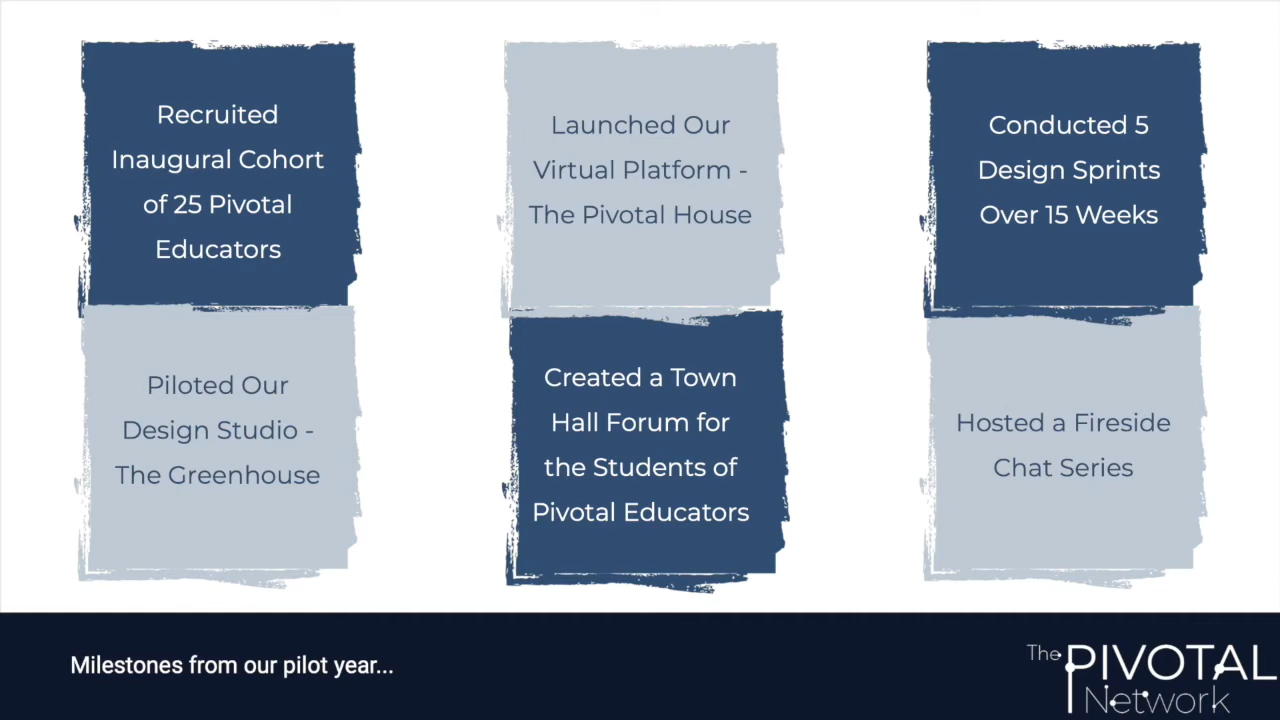 Recruited
Inaugural Cohort
of 25 Pivotal
Educators
Launched Our
Virtual Platform -
The Pivotal House
Conducted 5
Design Sprints
Over 15 Weeks
Piloted Our
Design Studio -
The Greenhouse
Created a Town
Hall Forum for
the Students of
Pivotal Educators
Hosted a Fireside
Chat Series
Milestones from our pilot year...
The PIVOTAL
Network